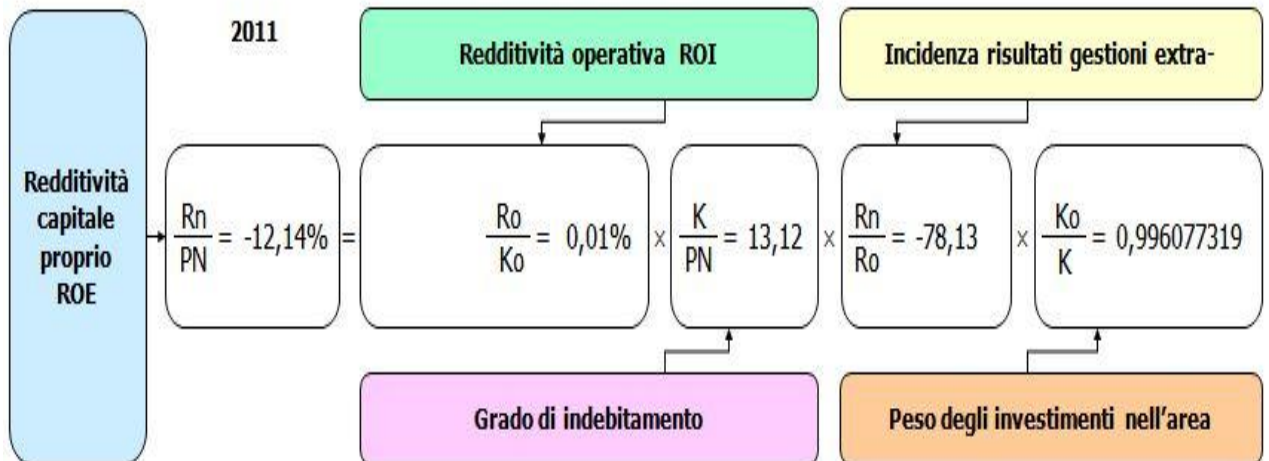 2011
Redditività operativa ROI
Incidenza risultati gestioni extra-
Redditività
capitale
proprio
ROE
Rn/PN = -12,14% = Ro/Ko = 0,01% × K/PN = 13,12 × Rn/Ro = -78,13 × Ko/K = 0,996077319
Grado di indebitamento
Peso degli investimenti nell'area